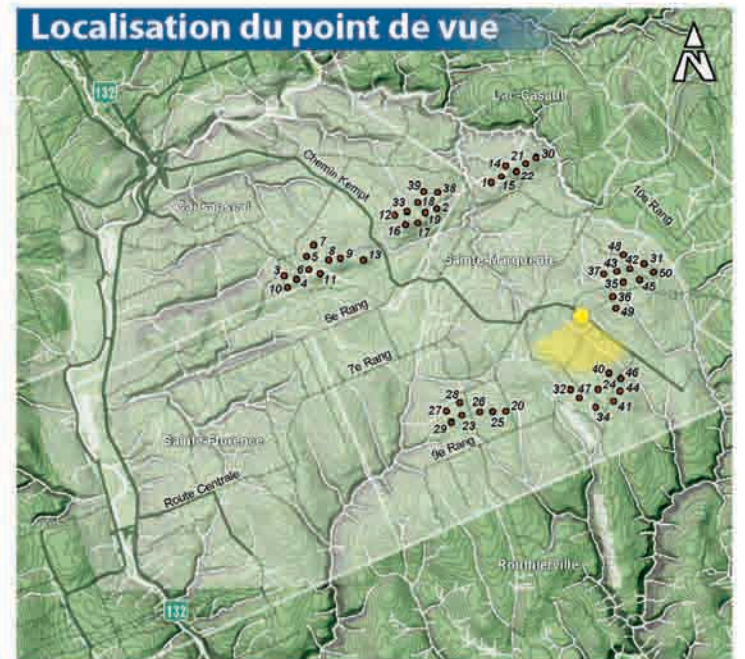 Localisation du point de vue
N
132
Lac-Casault
Chemin Kempt
14 21 30
1 15 22
10e Rang
39 38
33 18 2
12 19
16 17
Causapscal
7
5 8 9 13
3 6
10 4 11
Sainte-Marguerite
48
43 42 31
37 50
35 45
36
49
6e Rang
7e Rang
40 46
32 47 24 44
34 41
28
27 26 20
29 23 25
9e Rang
Sainte-Florence
Route Centrale
Routhierville
132